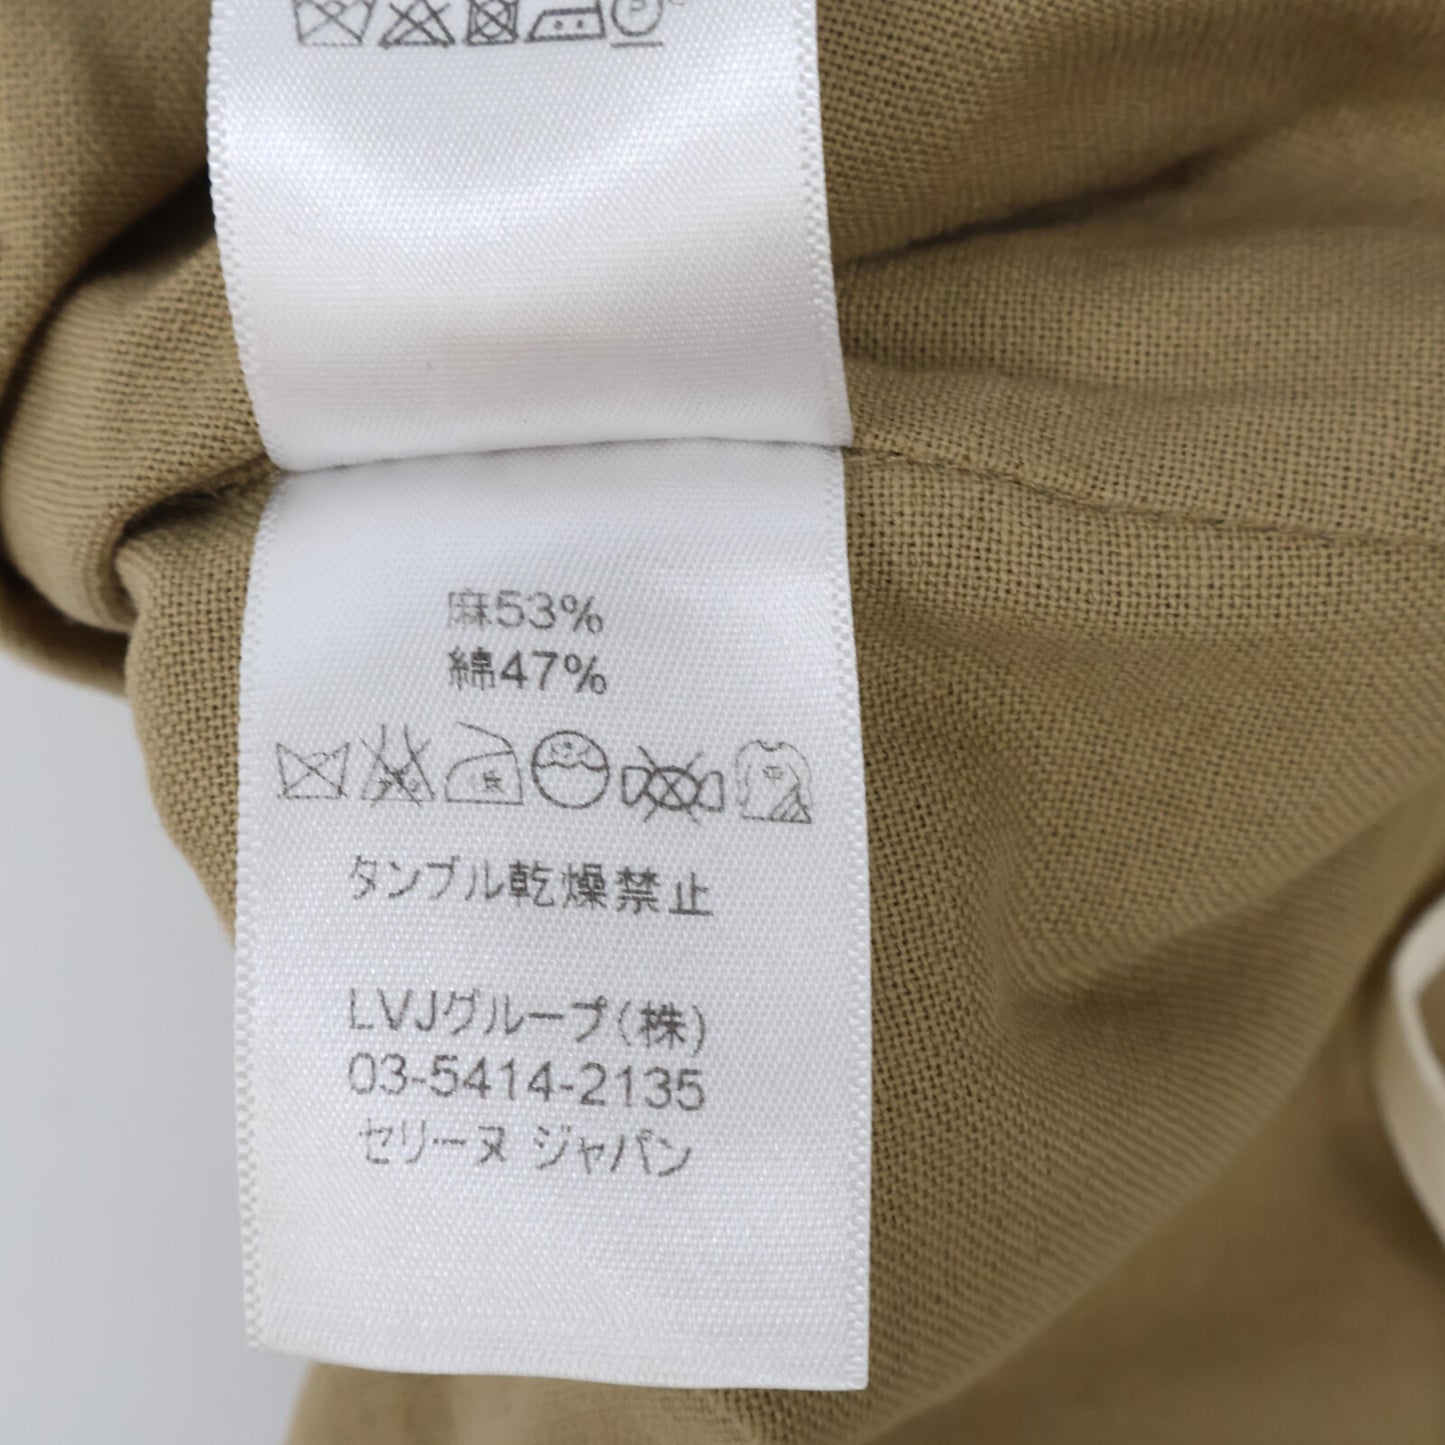 P
麻53%
綿47%
中
タンブル乾燥禁止
LVJグループ(株)
03-5414-2135
セリーヌ ジャパン